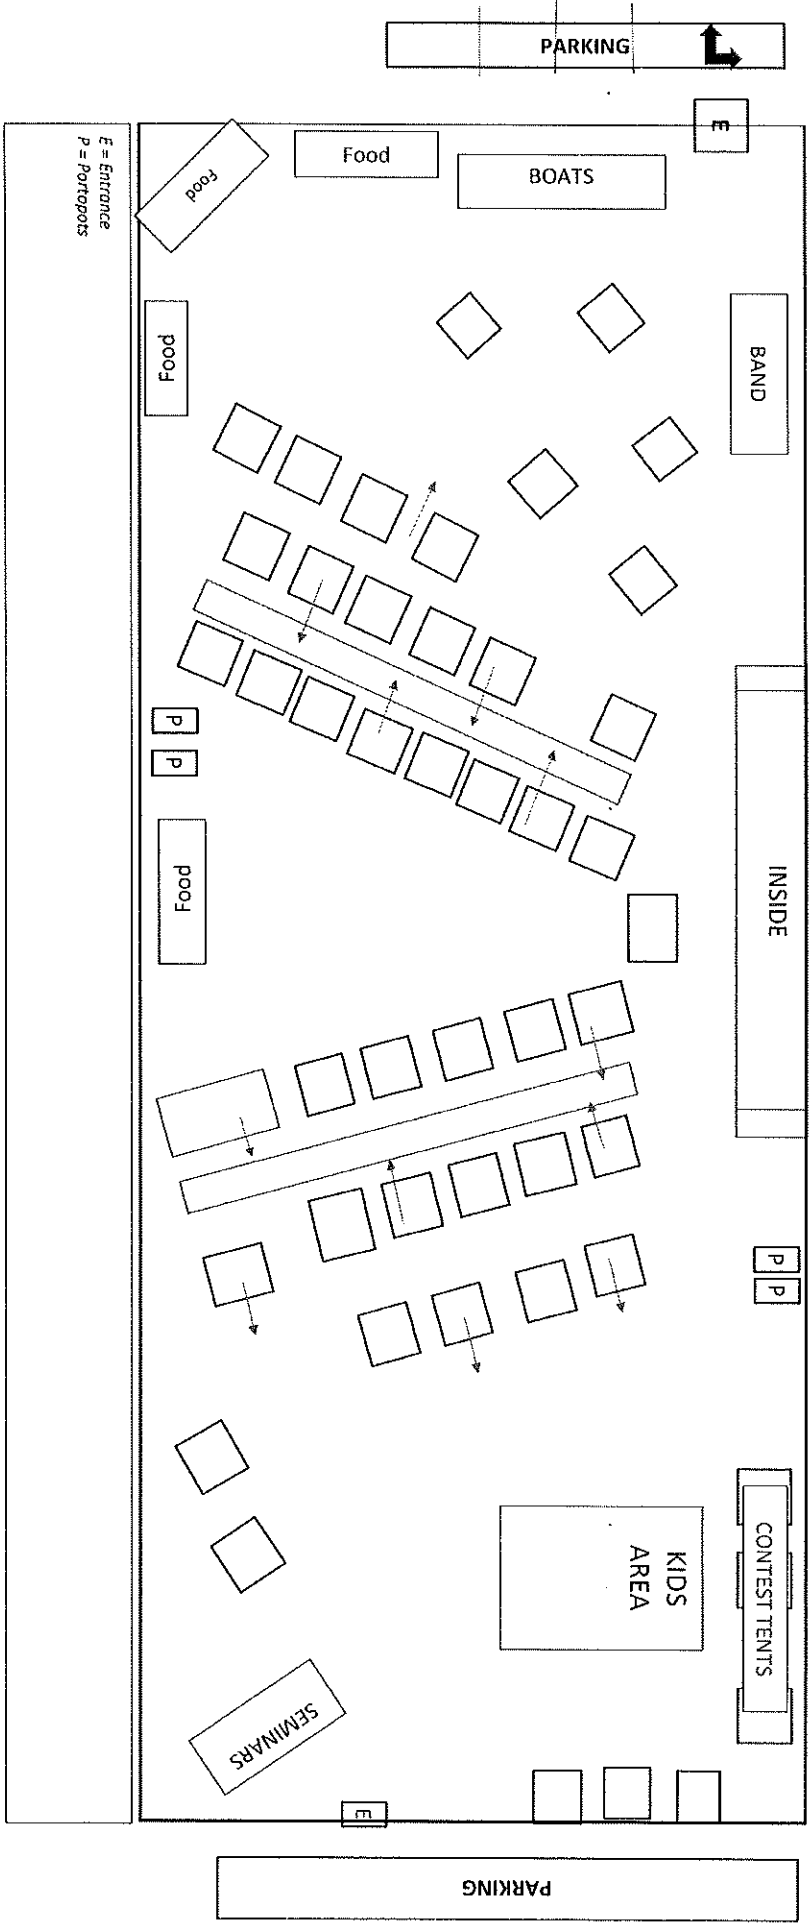 PARKING
E
E = Entrance
P = Portopots
Food
Food
BOATS
Food
BAND
P
P
Food
INSIDE
P
P
KIDS
AREA
CONTEST TENTS
SEMINARS
E
PARKING